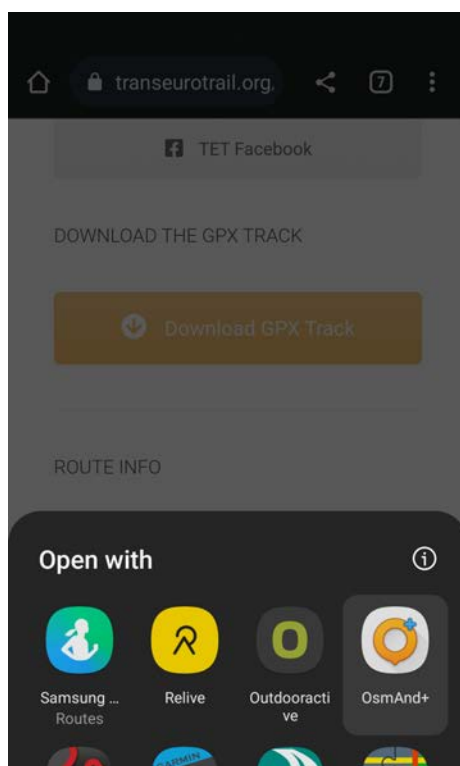 transeurotrail.org.
7
TET Facebook
DOWNLOAD THE GPX TRACK
Download GPX Track
ROUTE INFO
Open with
Samsung ...
Routes
Relive
Outdooracti
ve
OsmAnd+
GARMIN